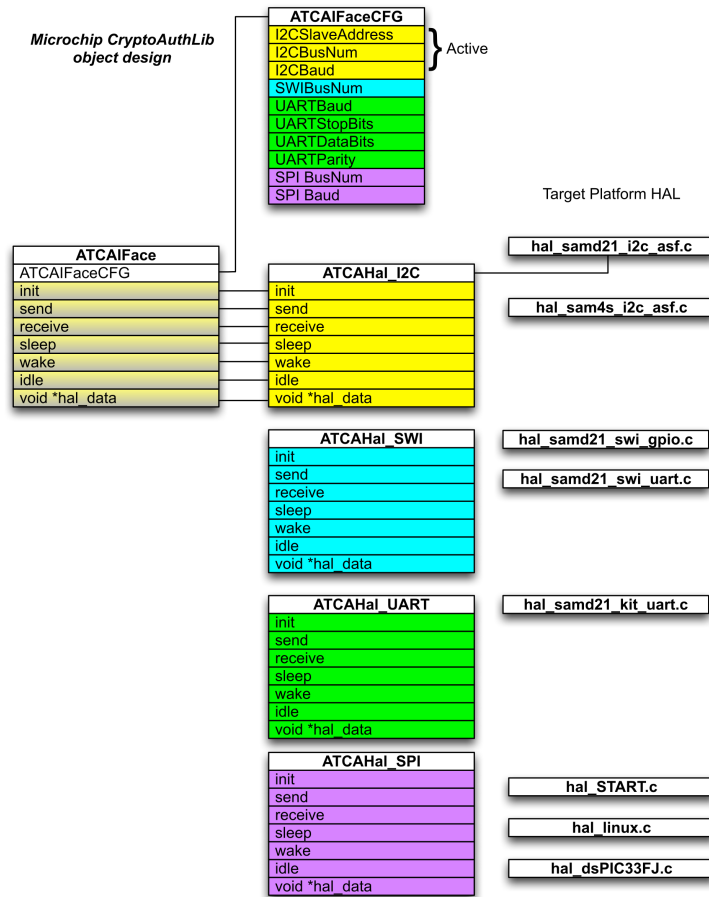 Microchip CryptoAuthLib
object design
ATCAIFaceCFG
I2CSlaveAddress
I2CBusNum
I2CBaud
Active
SWIBusNum
UARTBaud
UARTStopBits
UARTDataBits
UARTParity
SPI BusNum
SPI Baud
Target Platform HAL
ATCAIFace
ATCAIFaceCFG
init
send
receive
sleep
wake
idle
void *hal_data
ATCAHal_I2C
init
send
receive
sleep
wake
idle
void *hal_data
hal_samd21_i2c_asf.c
hal_sam4s_i2c_asf.c
ATCAHal_SWI
init
send
receive
sleep
wake
idle
void *hal_data
hal_samd21_swi_gpio.c
hal_samd21_swi_uart.c
ATCAHal_UART
init
send
receive
sleep
wake
idle
void *hal_data
hal_samd21_kit_uart.c
ATCAHal_SPI
init
send
receive
sleep
wake
idle
void *hal_data
hal_START.c
hal_linux.c
hal_dsPIC33FJ.c